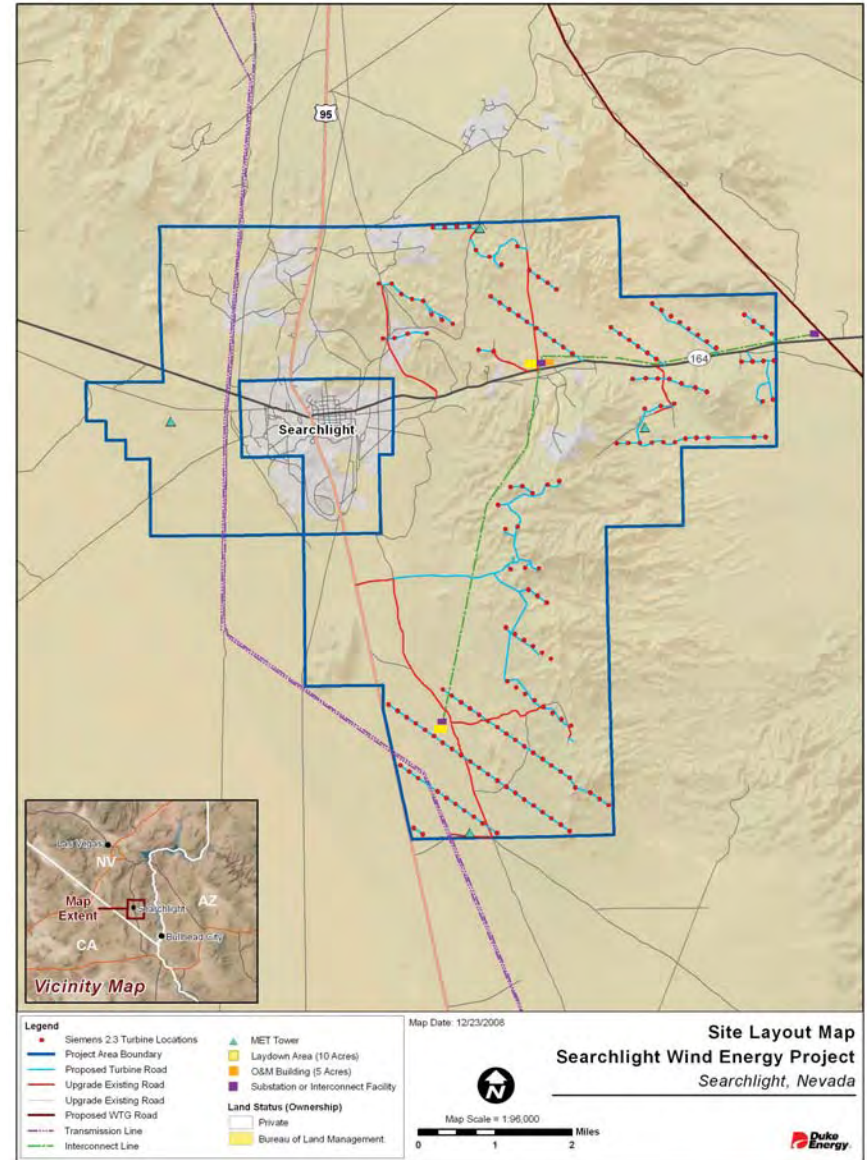 95
164
Searchlight
Las Vegas
NV
Map
Extent
Searchlight
AZ
CA
Bullhead City
Vicinity Map
Legend
Siemens 2.3 Turbine Locations
Project Area Boundary
Proposed Turbine Road
Upgrade Existing Road
Upgrade Existing Road
Proposed WTG Road
Transmission Line
Interconnect Line
MET Tower
Laydown Area (10 Acres)
O&M Building (5 Acres)
Substation or Interconnect Facility
Land Status (Ownership)
Private
Bureau of Land Management
Map Date: 12/23/2008
N
Map Scale = 1:96,000
Miles
0 1 2
Site Layout Map
Searchlight Wind Energy Project
Searchlight, Nevada
Duke
Energy